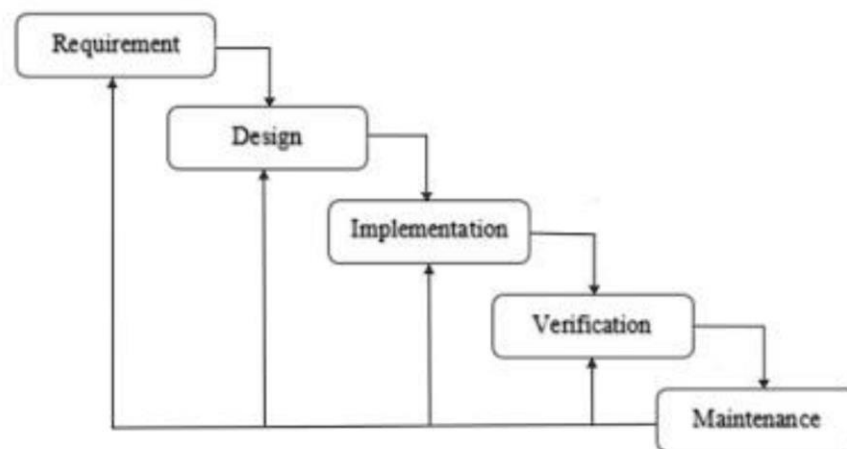 Requirement
Design
Implementation
Verification
Maintenance